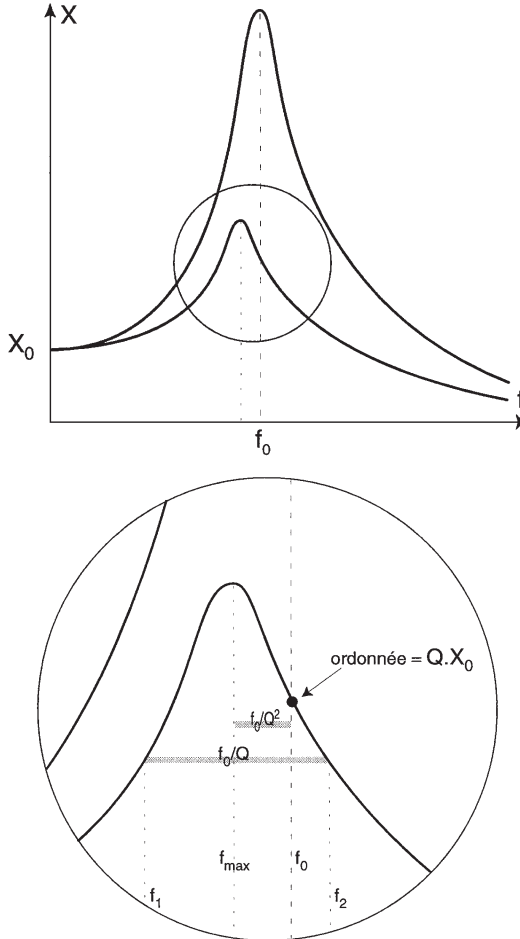 X
X₀
f
f₀
ordonnée = Q.X₀
f₀/Q²
f₀/Q
fmax
f₀
f₁
f₂